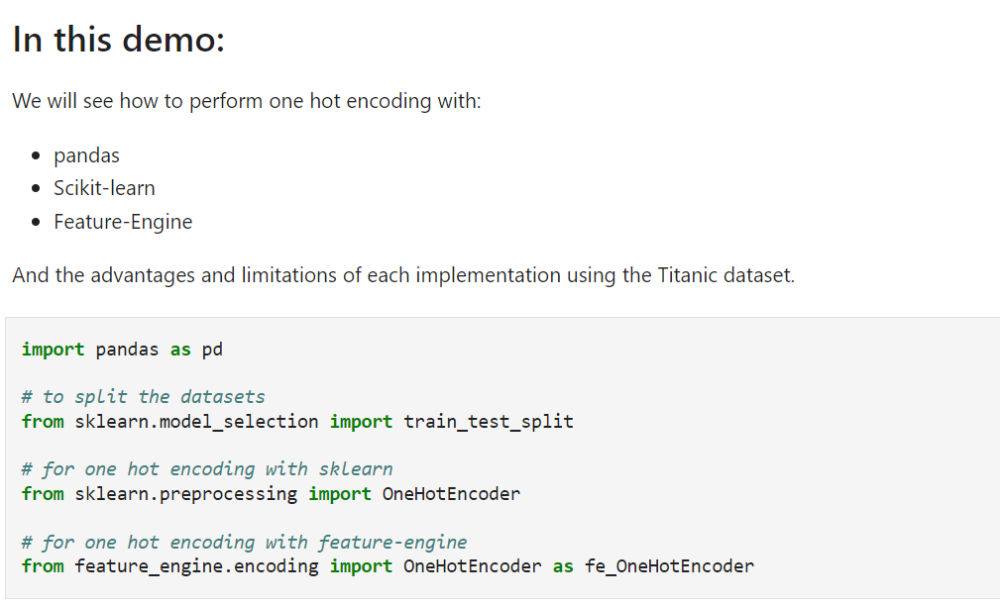 In this demo:
We will see how to perform one hot encoding with:
pandas
Scikit-learn
Feature-Engine
And the advantages and limitations of each implementation using the Titanic dataset.
import pandas as pd
# to split the datasets
from sklearn.model_selection import train_test_split
# for one hot encoding with sklearn
from sklearn.preprocessing import OneHotEncoder
# for one hot encoding with feature-engine
from feature_engine.encoding import OneHotEncoder as fe_OneHotEncoder